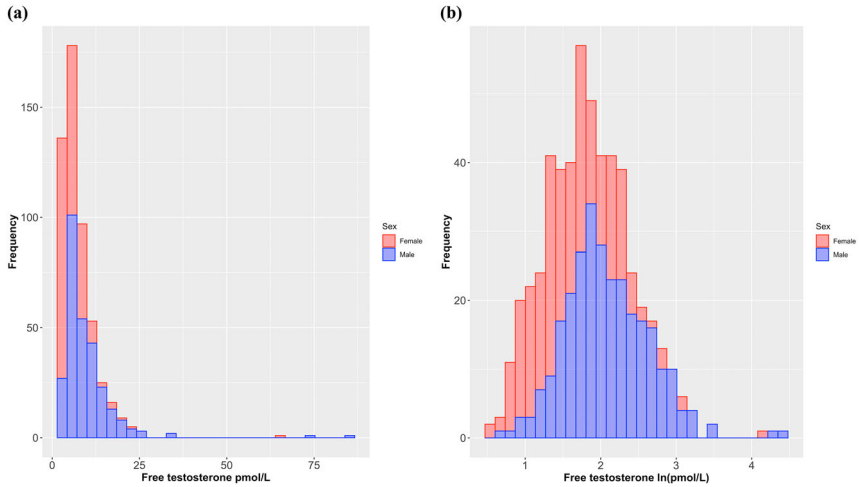 (a)
150
100
50
0
Frequency
0 25 50 75
Free testosterone pmol/L
Sex
Female
Male
(b)
40
20
0
Frequency
1 2 3 4
Free testosterone ln(pmol/L)
Sex
Female
Male